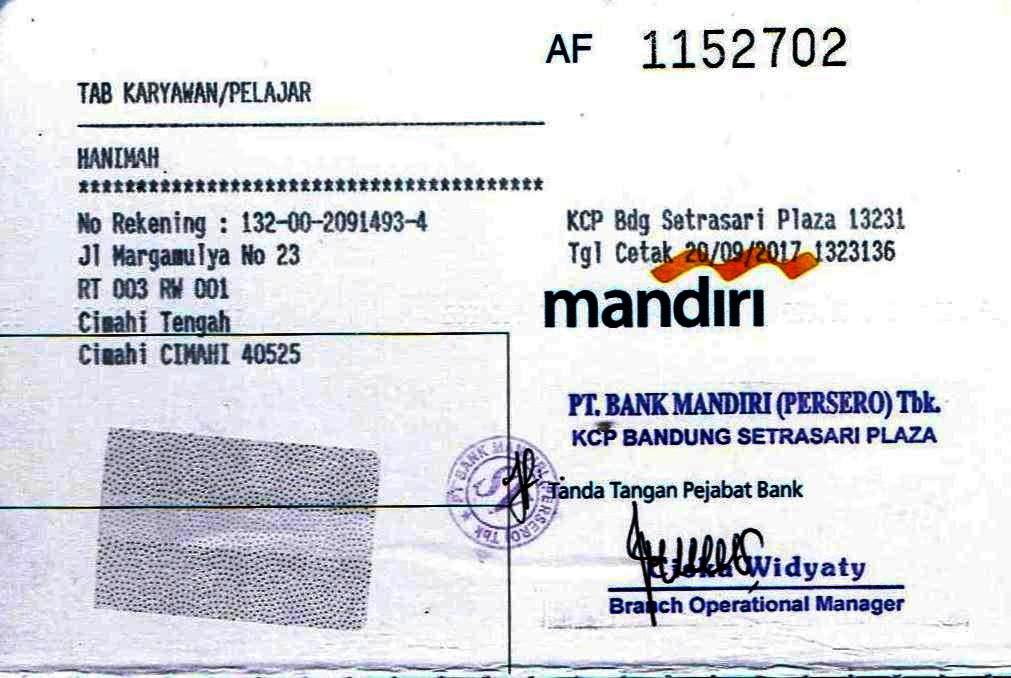 AF 1152702
TAB KARYAWAN/PELAJAR
HANIMAH
*****************************************
No Rekening : 132-00-2091493-4
Jl Margamulya No 23
RT 003 RW 001
Cimahi Tengah
Cimahi CIMAHI 40525
KCP Bdg Setrasari Plaza 13231
Tgl Cetak 20/09/2017 1323136
mandiri
PT. BANK MANDIRI (PERSERO) Tbk.
KCP BANDUNG SETRASARI PLAZA
PT BANK MANDIRI (PERSERO) Tbk
Tanda Tangan Pejabat Bank
Widyaty
Branch Operational Manager